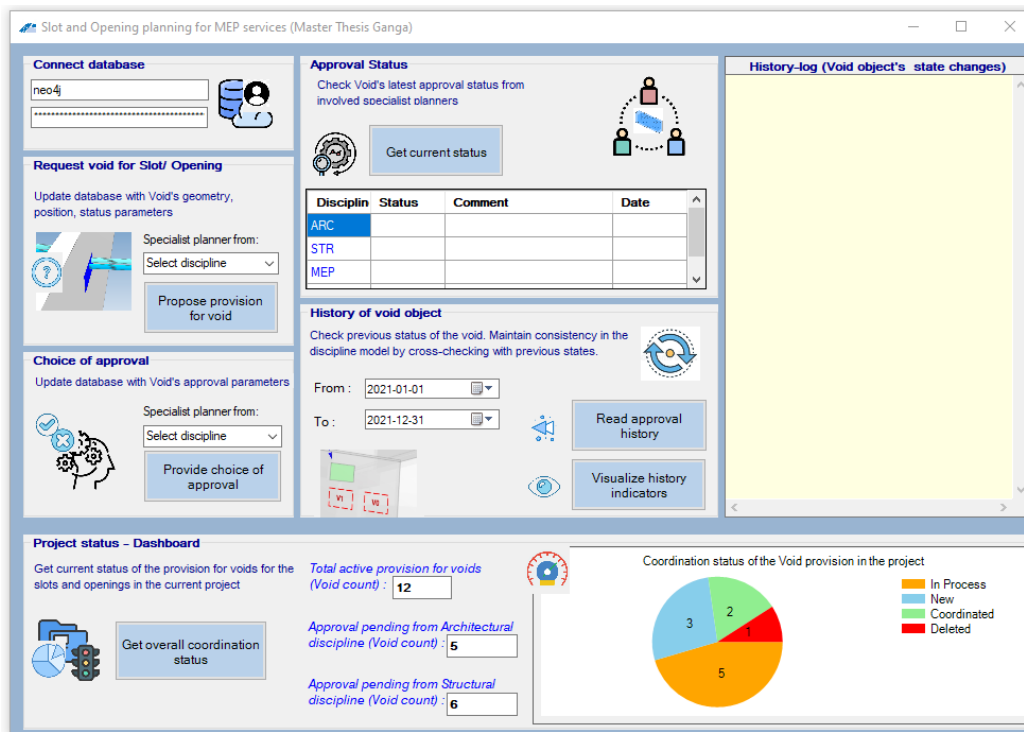 Slot and Opening planning for MEP services (Master Thesis Ganga)
Connect database
neo4j
****************************************
Request void for Slot/ Opening
Update database with Void's geometry,
position, status parameters
Specialist planner from:
Select discipline
Propose provision
for void
Choice of approval
Update database with Void's approval parameters
Specialist planner from:
Select discipline
Provide choice of
approval
Approval Status
Check Void's latest approval status from
involved specialist planners
Get current status
Disciplin Status Comment Date
ARC
STR
MEP
History of void object
Check previous status of the void. Maintain consistency in the
discipline model by cross-checking with previous states.
From : 2021-01-01
To : 2021-12-31
Read approval
history
Visualize history
indicators
V1 V2
History-log (Void object's state changes)
Project status - Dashboard
Get current status of the provision for voids for the
slots and openings in the current project
Get overall coordination
status
Total active provision for voids
(Void count) : 12
Approval pending from Architectural
discipline (Void count) : 5
Approval pending from Structural
discipline (Void count) : 6
Coordination status of the Void provision in the project
3
2
1
5
In Process
New
Coordinated
Deleted